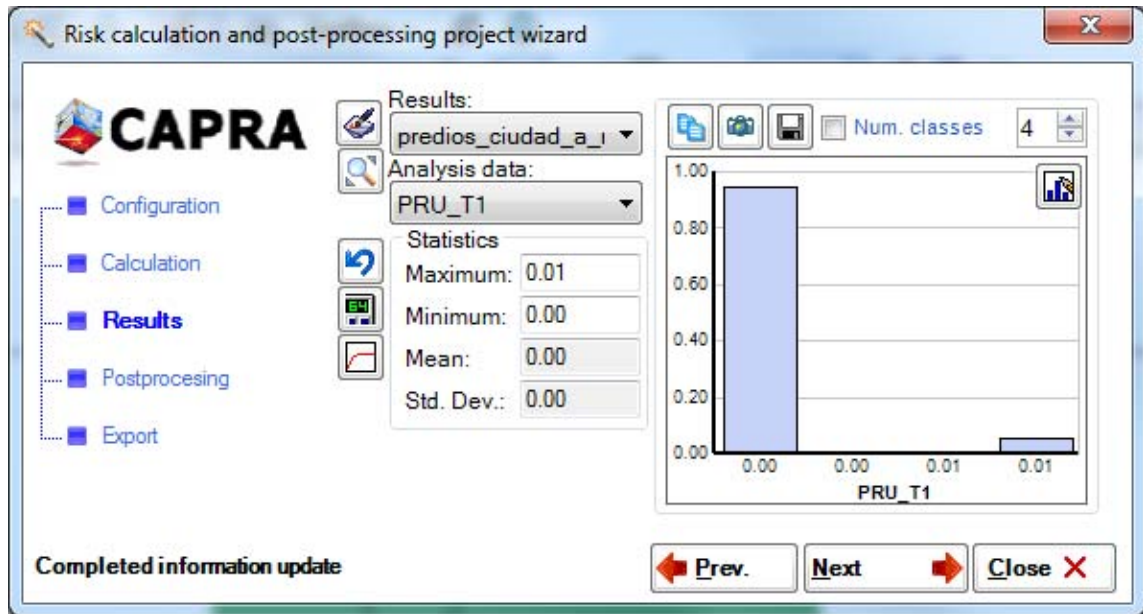 Risk calculation and post-processing project wizard
CAPRA
Configuration
Calculation
Results
Postprocesing
Export
Results:
predios_ciudad_a_
Analysis data:
PRU_T1
Statistics
Maximum: 0.01
Minimum: 0.00
Mean: 0.00
Std. Dev.: 0.00
Num. classes 4
1.00
0.80
0.60
0.40
0.20
0.00
0.00 0.00 0.01 0.01
PRU_T1
Completed information update
Prev. Next Close